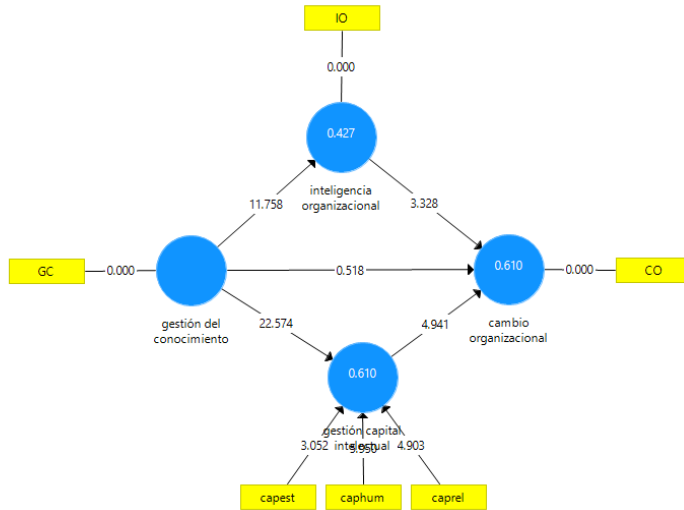 IO
0.000
0.427
inteligencia
organizacional
11.758
3.328
GC
0.000
0.518
0.610
0.000
CO
gestión del
conocimiento
cambio
organizacional
22.574
4.941
0.610
gestión capital
intelectual
3.052
4.903
capest
caphum
caprel